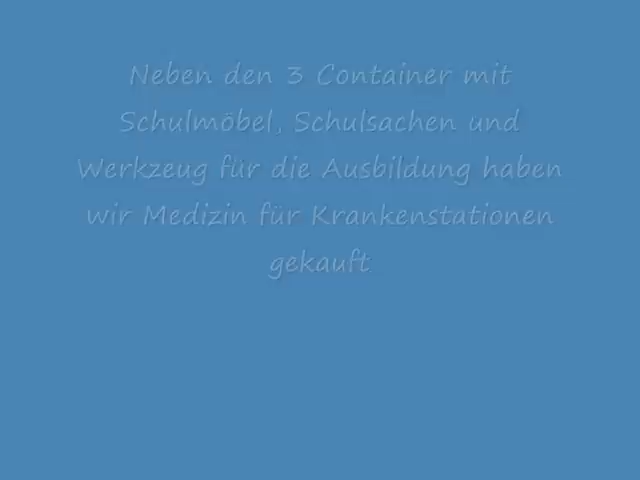 Neben den 3 Container mit
Schulmöbel, Schulsachen und
Werkzeug für die Ausbildung haben
wir Medizin für Krankenstationen
gekauft